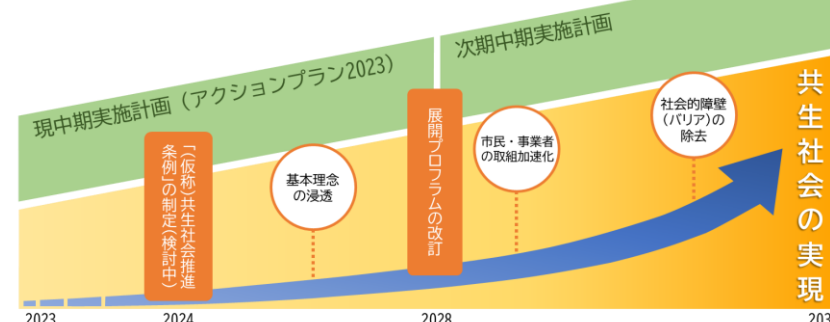 現中期実施計画(アクションプラン2023)
次期中期実施計画
「(仮称)共生社会推進
条例」の制定(検討中)
基本理念
の浸透
展開プログラムの改訂
市民・事業者
の取組加速化
社会的障壁
(バリア)の
除去
共生社会の実現
2023
2024
2028